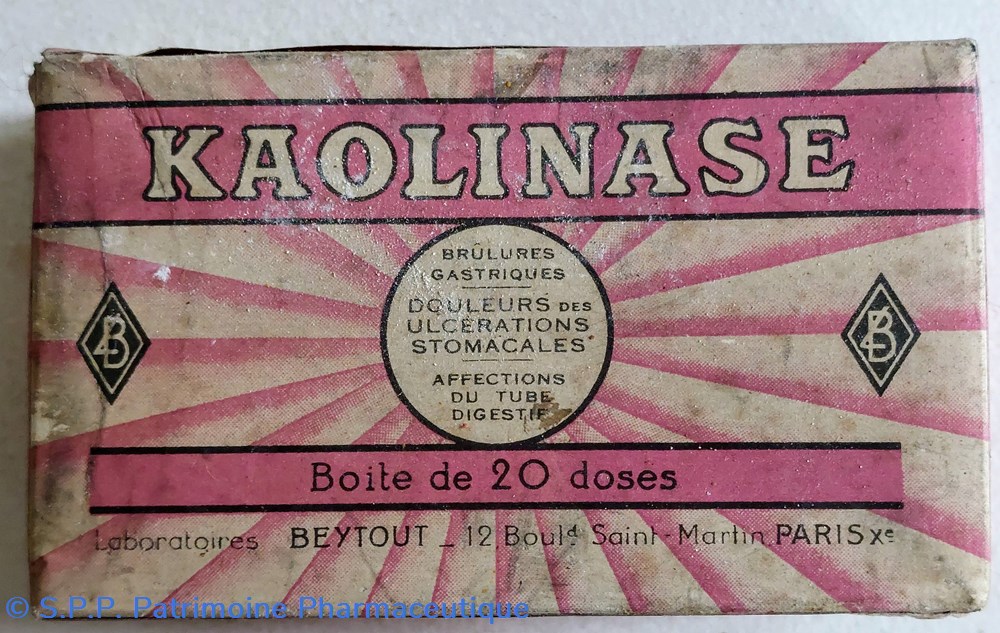 KAOLINASE
BRÛLURES
GASTRIQUES
DOULEURS DES
ULCÉRATIONS
STOMACALES
AFFECTIONS
DU TUBE
DIGESTIF
Boite de 20 doses
Laboratoires BEYTOUT _ 12 Boul.d Saint-Martin PARIS Xe
© S.P.P. Patrimoine Pharmaceutique